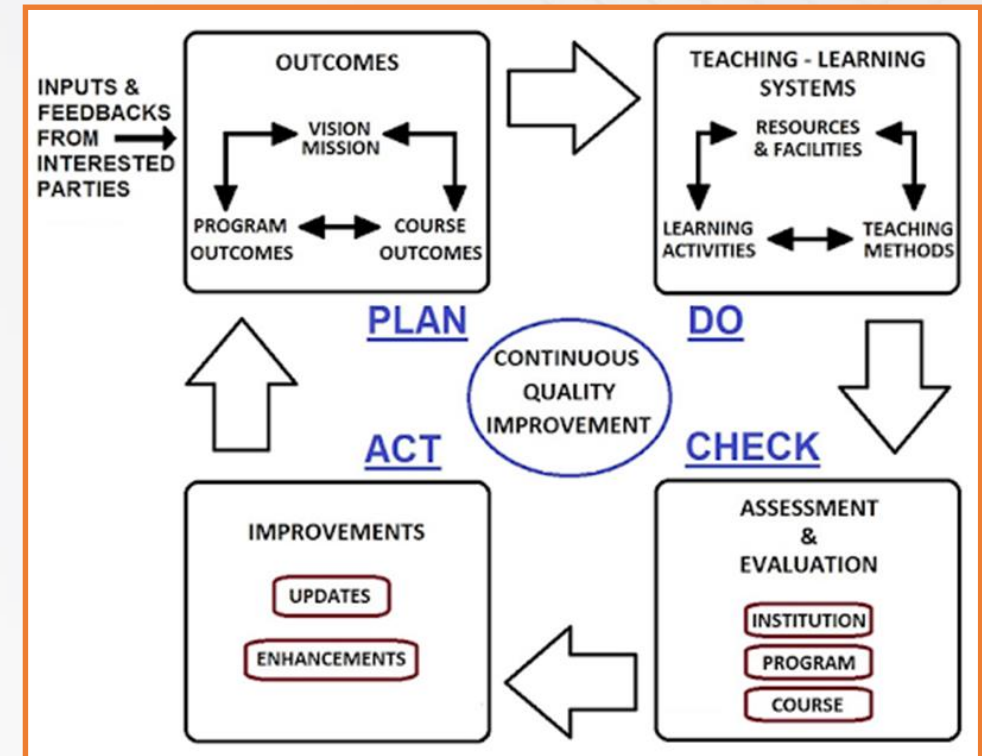 INPUTS &
FEEDBACKS
FROM
INTERESTED
PARTIES
OUTCOMES
VISION
MISSION
PROGRAM
OUTCOMES
COURSE
OUTCOMES
PLAN
TEACHING - LEARNING
SYSTEMS
RESOURCES
& FACILITIES
LEARNING
ACTIVITIES
TEACHING
METHODS
DO
CONTINUOUS
QUALITY
IMPROVEMENT
ACT
CHECK
IMPROVEMENTS
UPDATES
ENHANCEMENTS
ASSESSMENT
&
EVALUATION
INSTITUTION
PROGRAM
COURSE